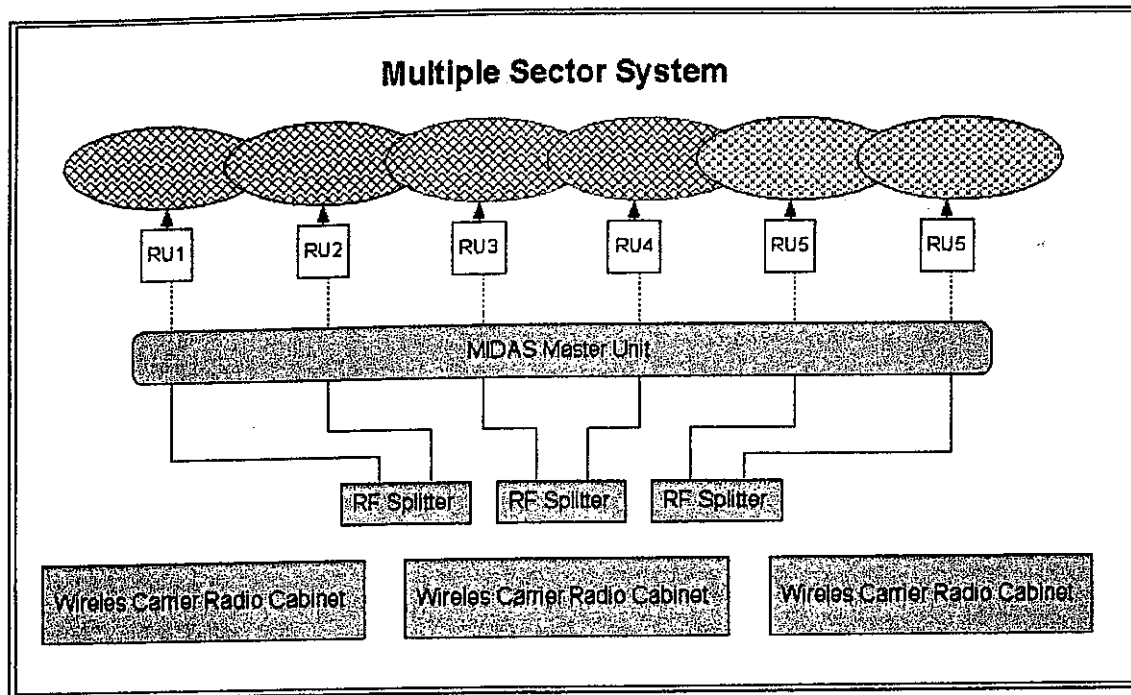 Multiple Sector System
RU1 RU2 RU3 RU4 RU5 RU5
MIDAS Master Unit
RF Splitter RF Splitter RF Splitter
Wireles Carrier Radio Cabinet Wireles Carrier Radio Cabinet Wireles Carrier Radio Cabinet